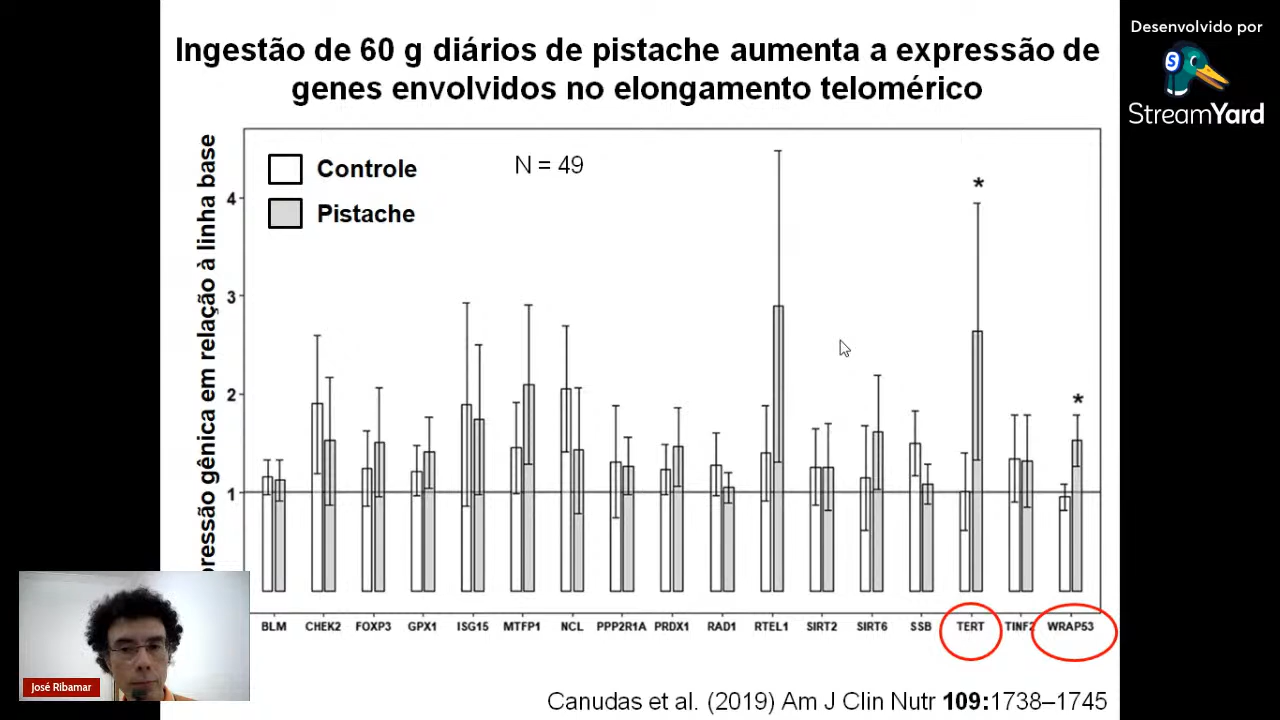 Desenvolvido por
StreamYard
Ingestão de 60 g diários de pistache aumenta a expressão de
genes envolvidos no elongamento telomérico
Controle
N = 49
Pistache
pressão gênica em relação à linha base
4
3
2
1
*
*
BLM CHEK2 FOXP3 GPX1 ISG15 MTFP1 NCL PPP2R1A PRDX1 RAD1 RTEL1 SIRT2 SIRT6 SSB TERT TINF2 WRAP53
José Ribamar
Canudas et al. (2019) Am J Clin Nutr 109:1738–1745